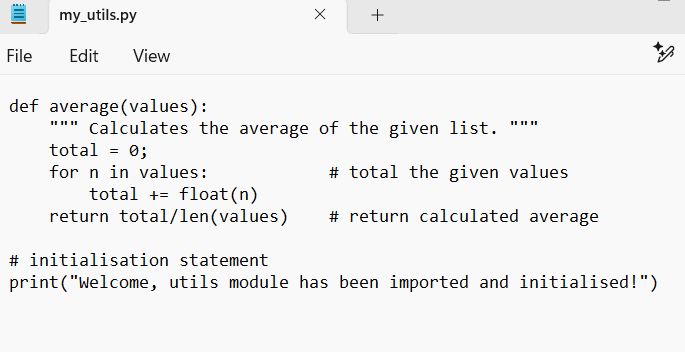 my_utils.py
File Edit View
def average(values):
    """ Calculates the average of the given list. """
    total = 0;
    for n in values:            # total the given values
        total += float(n)
    return total/len(values)    # return calculated average

# initialisation statement
print("Welcome, utils module has been imported and initialised!")